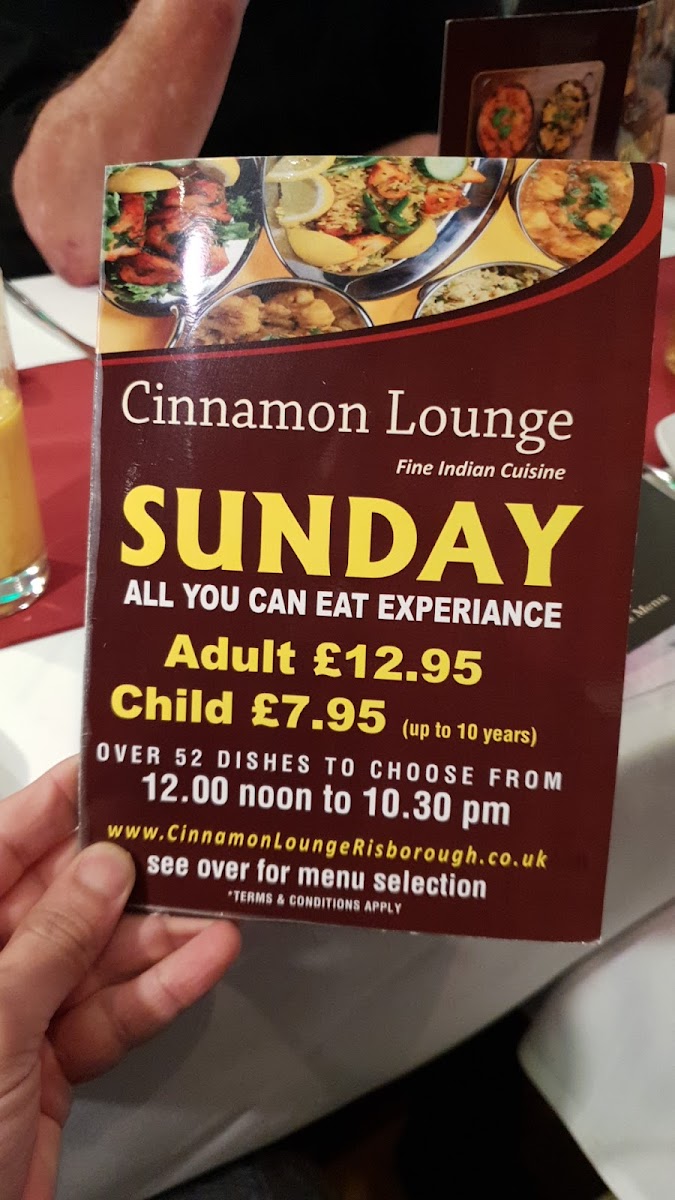 Cinnamon Lounge
Fine Indian Cuisine
SUNDAY
ALL YOU CAN EAT EXPERIANCE
Adult £12.95
Child £7.95 (up to 10 years)
OVER 52 DISHES TO CHOOSE FROM
12.00 noon to 10.30 pm
www.CinnamonLoungeRisborough.co.uk
see over for menu selection
*TERMS & CONDITIONS APPLY
Menu